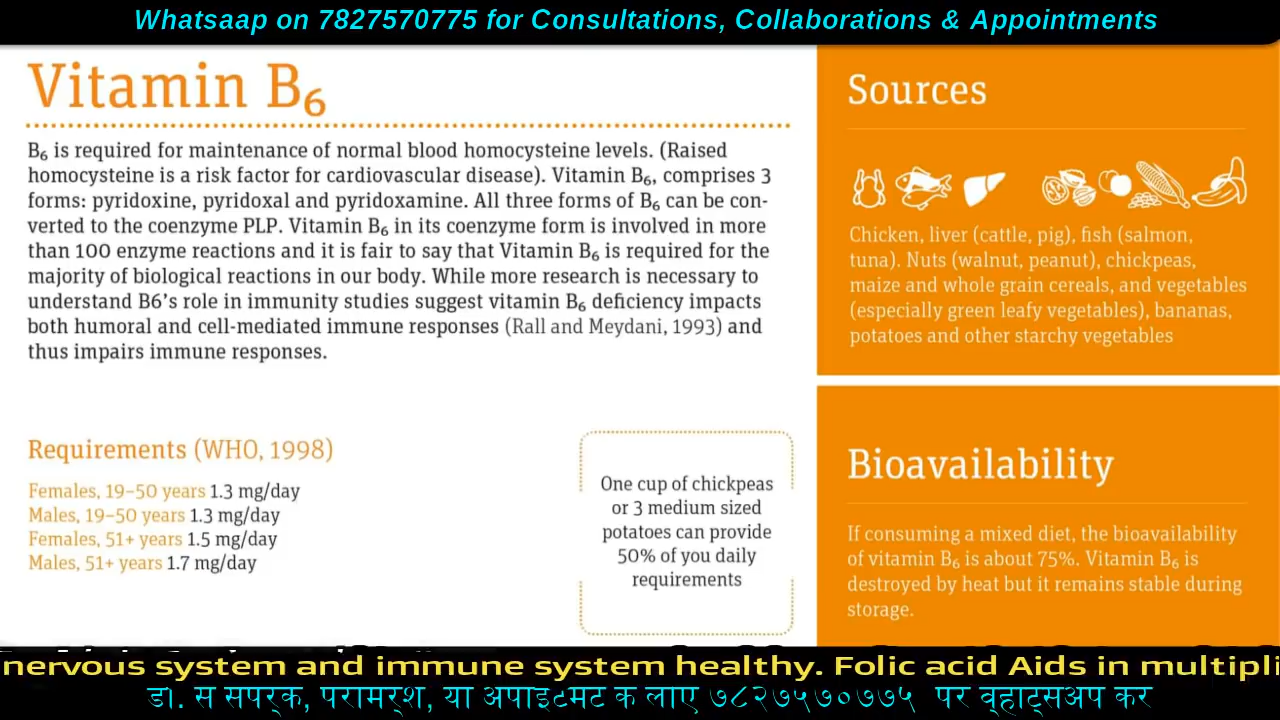 Whatsaap on 7827570775 for Consultations, Collaborations & Appointments
Vitamin B₆
B₆ is required for maintenance of normal blood homocysteine levels. (Raised
homocysteine is a risk factor for cardiovascular disease). Vitamin B₆, comprises 3
forms: pyridoxine, pyridoxal and pyridoxamine. All three forms of B₆ can be con-
verted to the coenzyme PLP. Vitamin B₆ in its coenzyme form is involved in more
than 100 enzyme reactions and it is fair to say that Vitamin B₆ is required for the
majority of biological reactions in our body. While more research is necessary to
understand B6's role in immunity studies suggest vitamin B₆ deficiency impacts
both humoral and cell-mediated immune responses (Rall and Meydani, 1993) and
thus impairs immune responses.
Requirements (WHO, 1998)
Females, 19–50 years 1.3 mg/day
Males, 19–50 years 1.3 mg/day
Females, 51+ years 1.5 mg/day
Males, 51+ years 1.7 mg/day
One cup of chickpeas
or 3 medium sized
potatoes can provide
50% of you daily
requirements
Sources
Chicken, liver (cattle, pig), fish (salmon,
tuna). Nuts (walnut, peanut), chickpeas,
maize and whole grain cereals, and vegetables
(especially green leafy vegetables), bananas,
potatoes and other starchy vegetables
Bioavailability
If consuming a mixed diet, the bioavailability
of vitamin B₆ is about 75%. Vitamin B₆ is
destroyed by heat but it remains stable during
storage.
nervous system and immune system healthy. Folic acid Aids in multipli
डा. स सपर्क, परामर्श, या अपाइटमट क लाए ७८२७५७०७७५ पर व्हाट्सअप कर